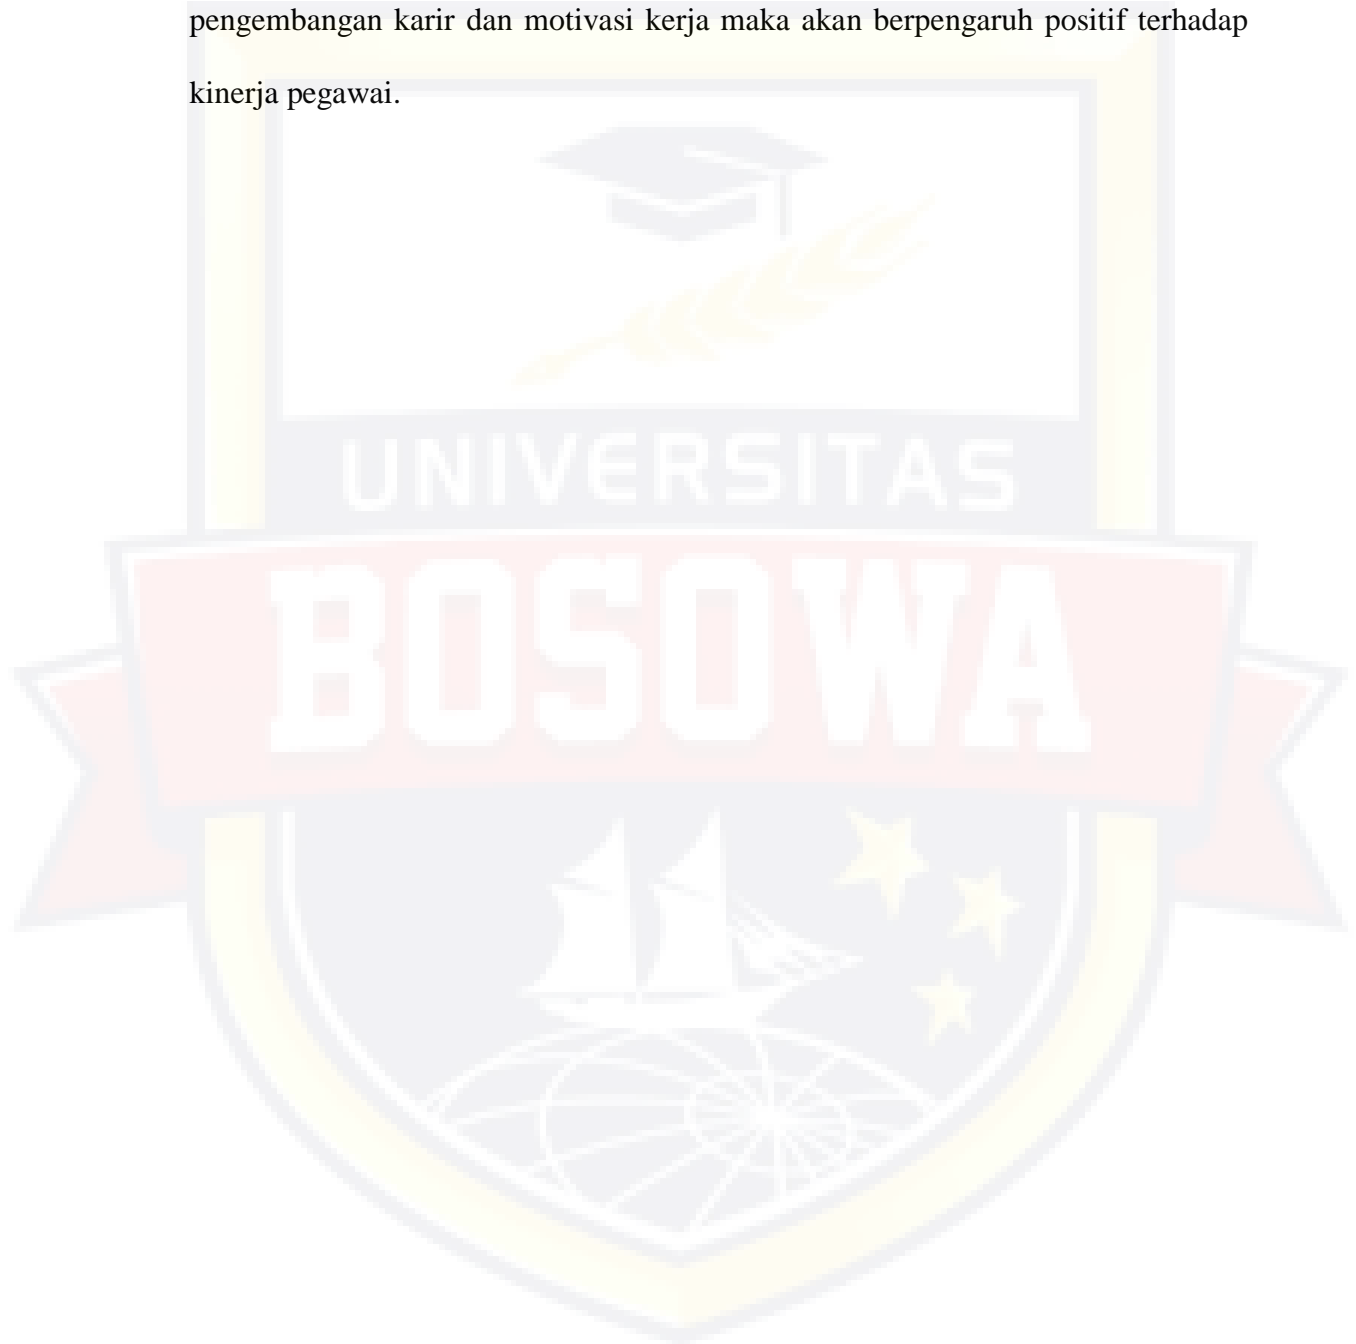 pengembangan karir dan motivasi kerja maka akan berpengaruh positif terhadap
kinerja pegawai.
UNIVERSITAS
BOSOWA